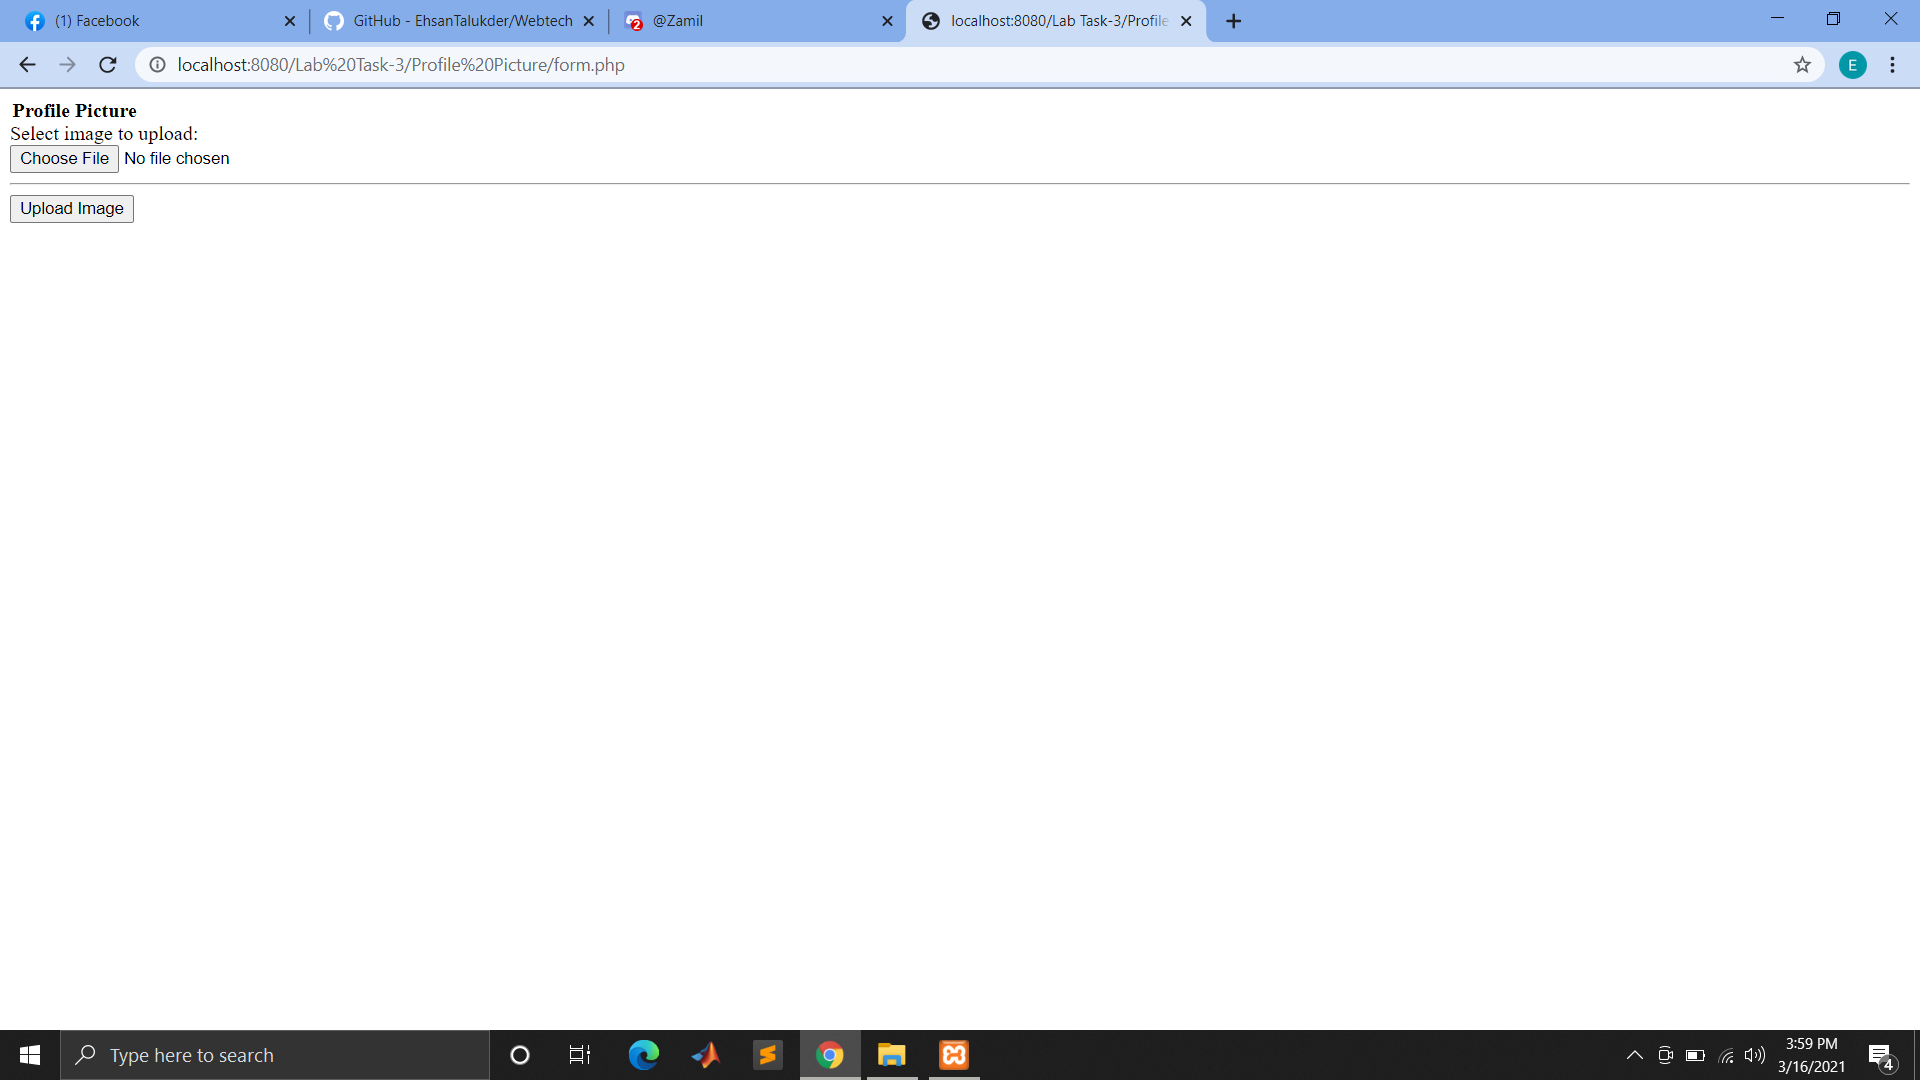 (1) Facebook
GitHub - EhsanTalukder/Webtech
@Zamil
localhost:8080/Lab Task-3/Profile
localhost:8080/Lab%20Task-3/Profile%20Picture/form.php
E
Profile Picture
Select image to upload:
Choose File No file chosen
Upload Image
Type here to search
3:59 PM
3/16/2021
4
2